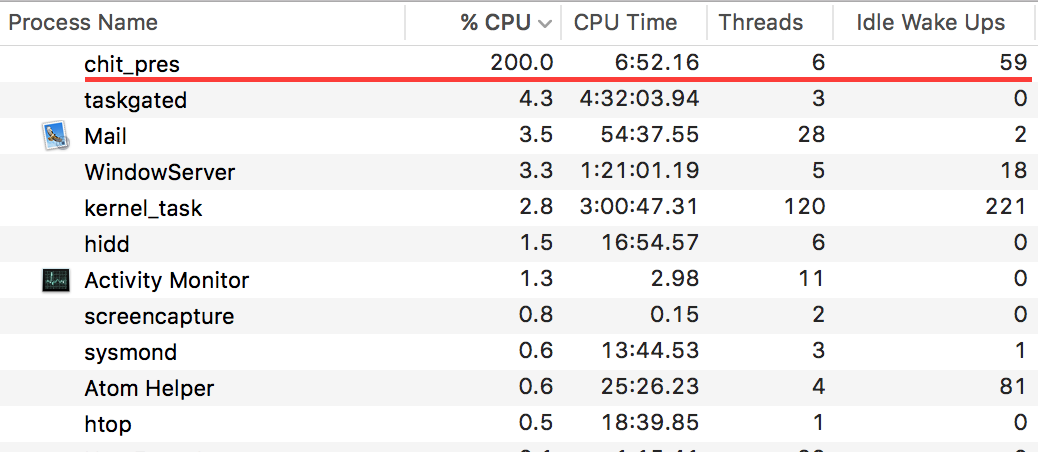 Process Name % CPU CPU Time Threads Idle Wake Ups
chit_pres 200.0 6:52.16 6 59
taskgated 4.3 4:32:03.94 3 0
Mail 3.5 54:37.55 28 2
WindowServer 3.3 1:21:01.19 5 18
kernel_task 2.8 3:00:47.31 120 221
hidd 1.5 16:54.57 6 0
Activity Monitor 1.3 2.98 11 0
screencapture 0.8 0.15 2 0
sysmond 0.6 13:44.53 3 1
Atom Helper 0.6 25:26.23 4 81
htop 0.5 18:39.85 1 0